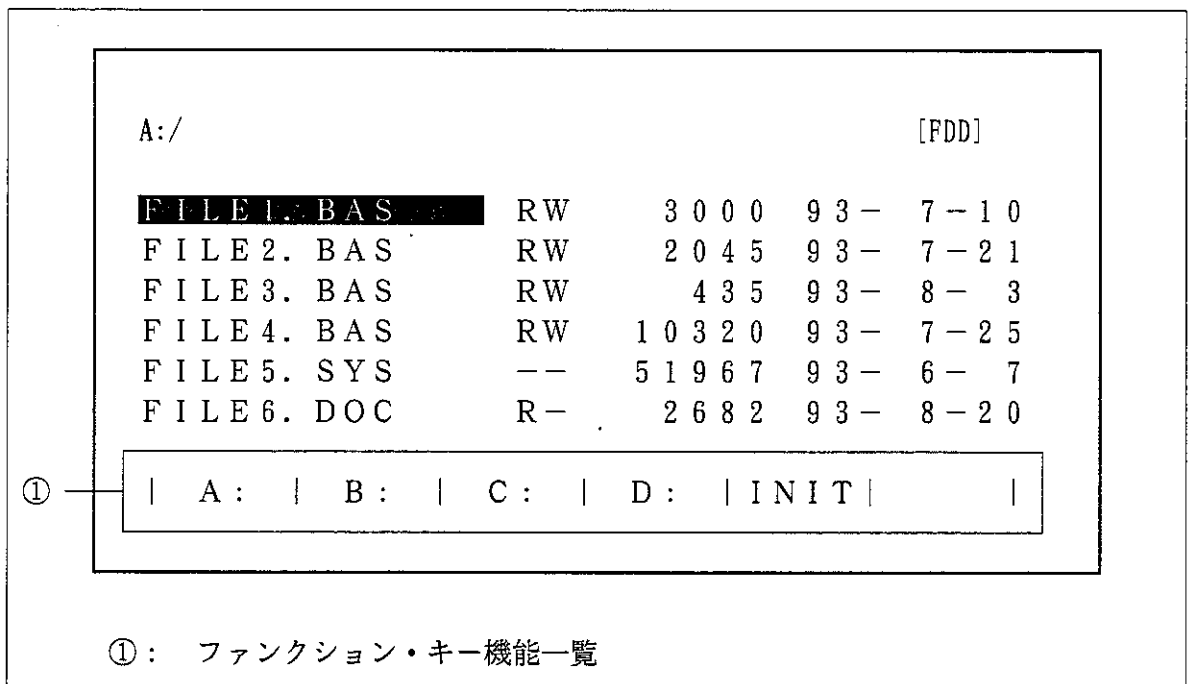 A:/ [FDD]
FILE1. BAS RW 3000 93- 7-10
FILE2. BAS RW 2045 93- 7-21
FILE3. BAS RW 435 93- 8- 3
FILE4. BAS RW 10320 93- 7-25
FILE5. SYS -- 51967 93- 6- 7
FILE6. DOC R- 2682 93- 8-20
① | A: | B: | C: | D: |INIT| |
①: ファンクション・キー機能一覧